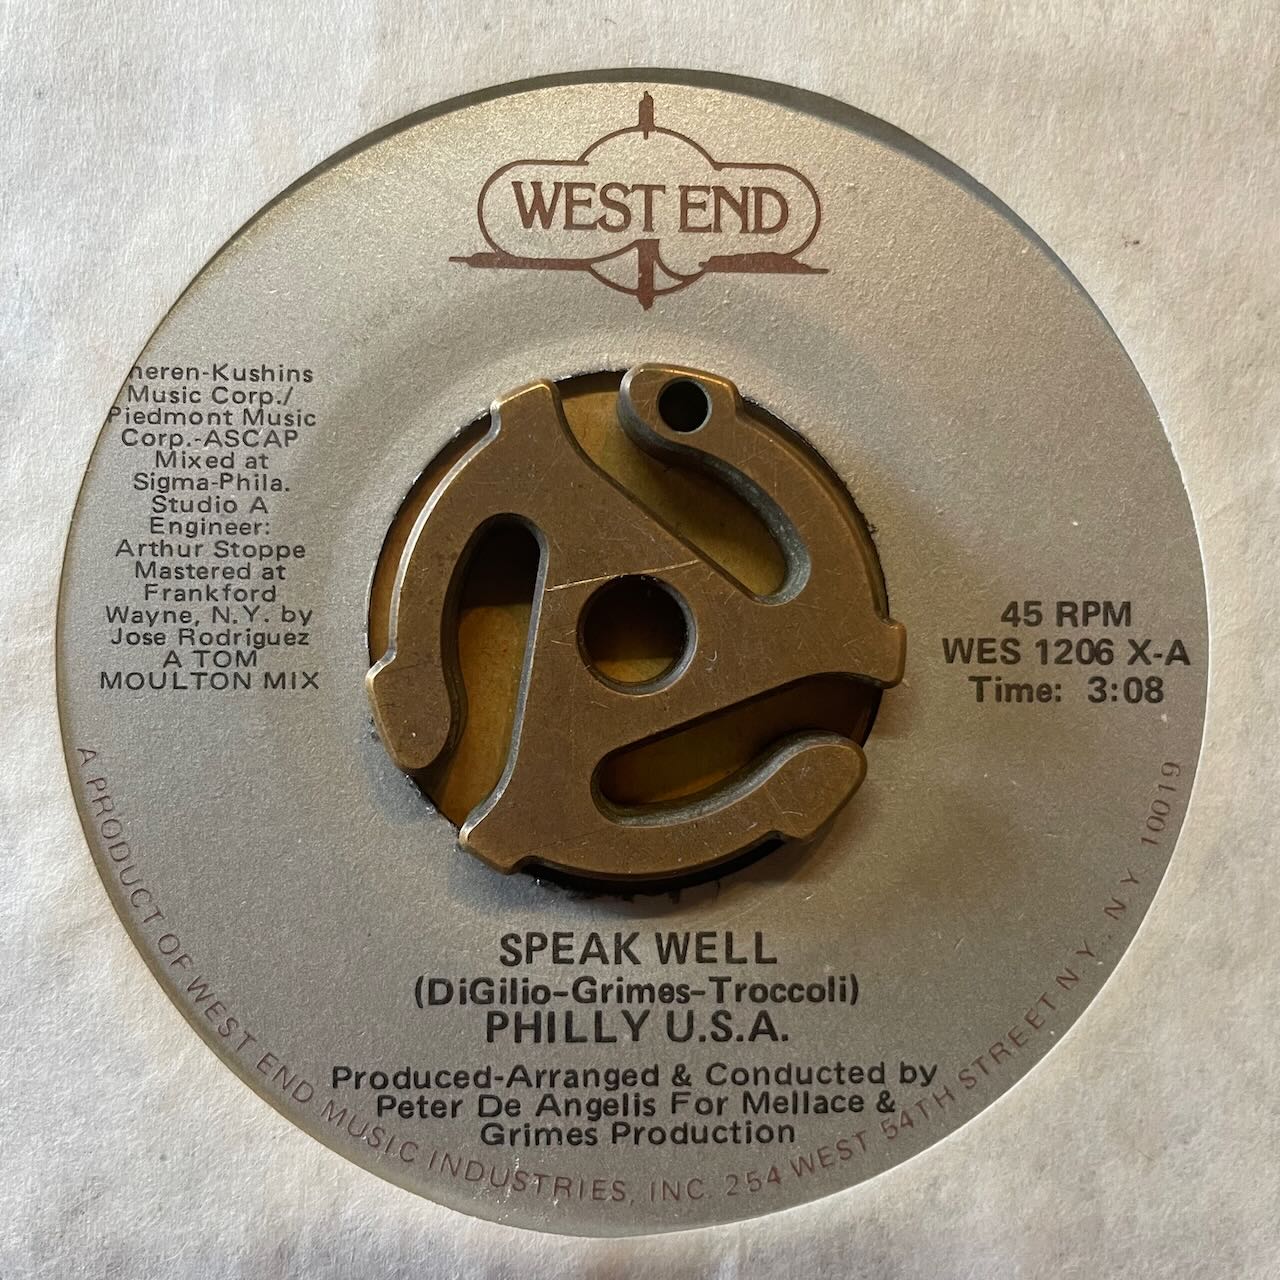 WEST END
Music Corp./
Piedmont Music
Corp.-ASCAP
Mixed at
Sigma-Phila.
Studio A
Engineer:
Arthur Stoppe
Mastered at
Frankford
Wayne, N.Y. by
Jose Rodriguez
A TOM
MOULTON MIX
45 RPM
WES 1206 X-A
Time: 3:08
SPEAK WELL
(DiGilio-Grimes-Troccoli)
PHILLY U.S.A.
Produced-Arranged & Conducted by
Peter De Angelis For Mellace &
Grimes Production
A PRODUCT OF WEST END MUSIC INDUSTRIES, INC. 254 WEST 54TH STREET N.Y., N.Y. 10019